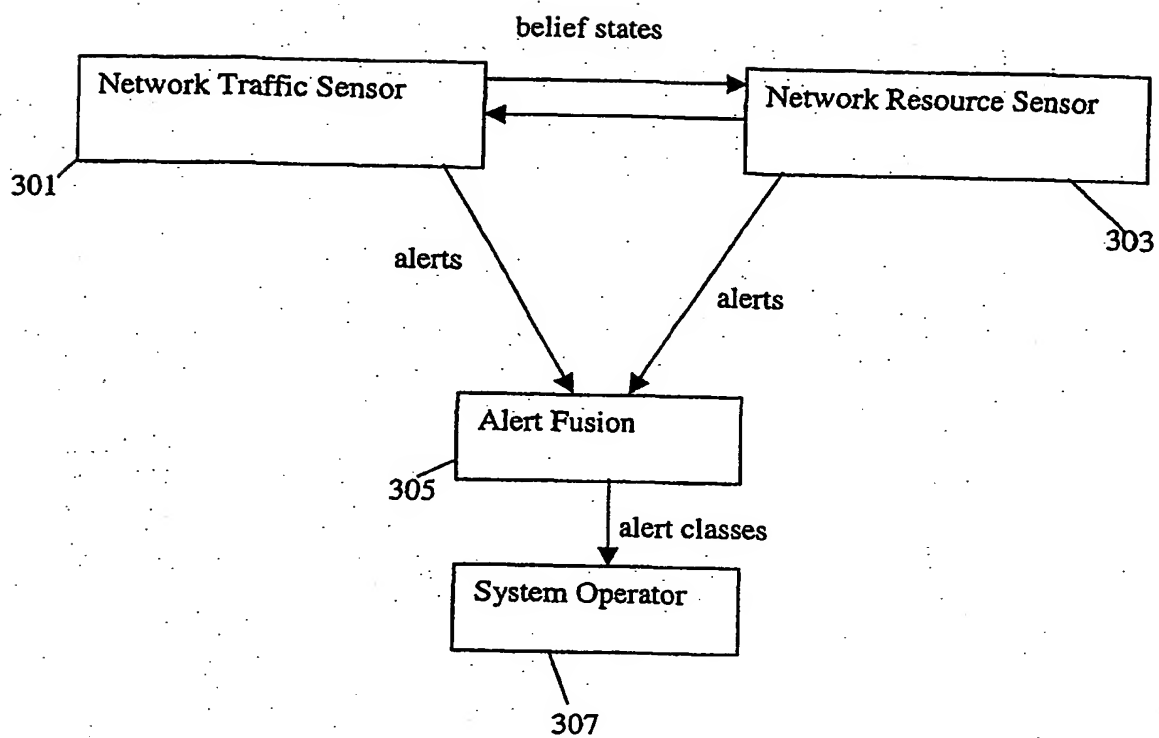 belief states
Network Traffic Sensor
Network Resource Sensor
301
303
alerts
alerts
Alert Fusion
305
alert classes
System Operator
307